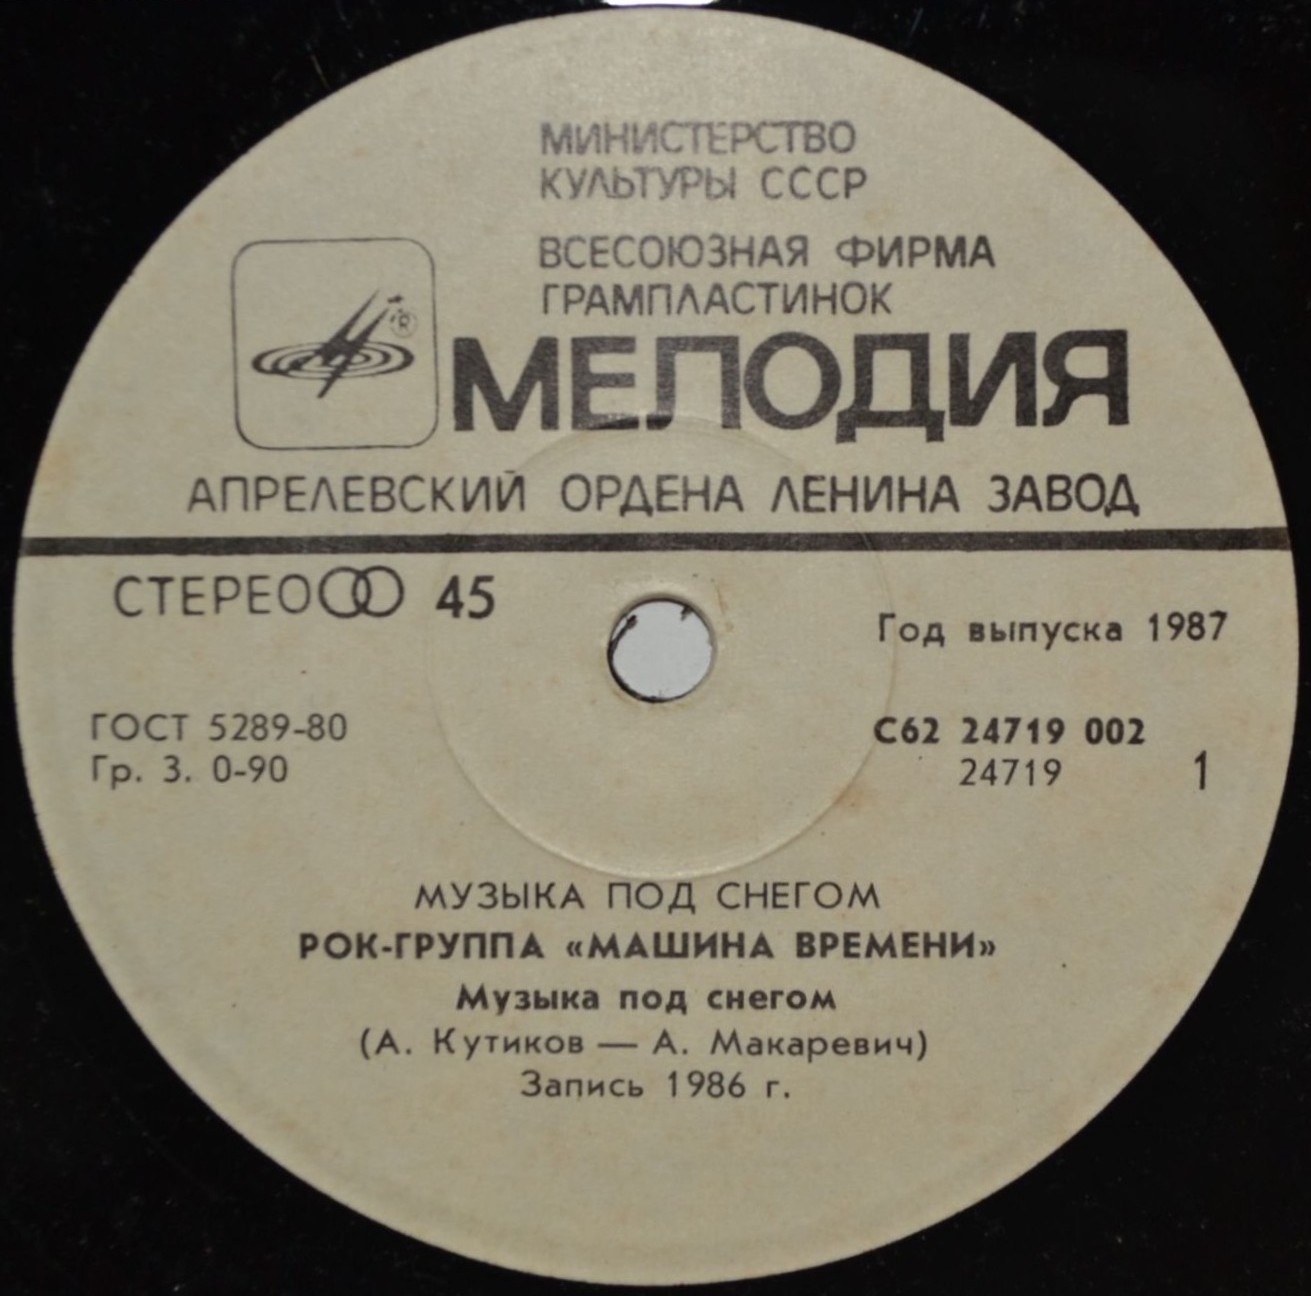 МИНИСТЕРСТВО
КУЛЬТУРЫ СССР
ВСЕСОЮЗНАЯ ФИРМА
ГРАМПЛАСТИНОК
®
МЕЛОДИЯ
АПРЕЛЕВСКИЙ ОРДЕНА ЛЕНИНА ЗАВОД
СТЕРЕО 45
Год выпуска 1987
ГОСТ 5289-80
Гр. 3. 0-90
С62 24719 002
24719 1
МУЗЫКА ПОД СНЕГОМ
РОК-ГРУППА «МАШИНА ВРЕМЕНИ»
Музыка под снегом
(А. Кутиков — А. Макаревич)
Запись 1986 г.